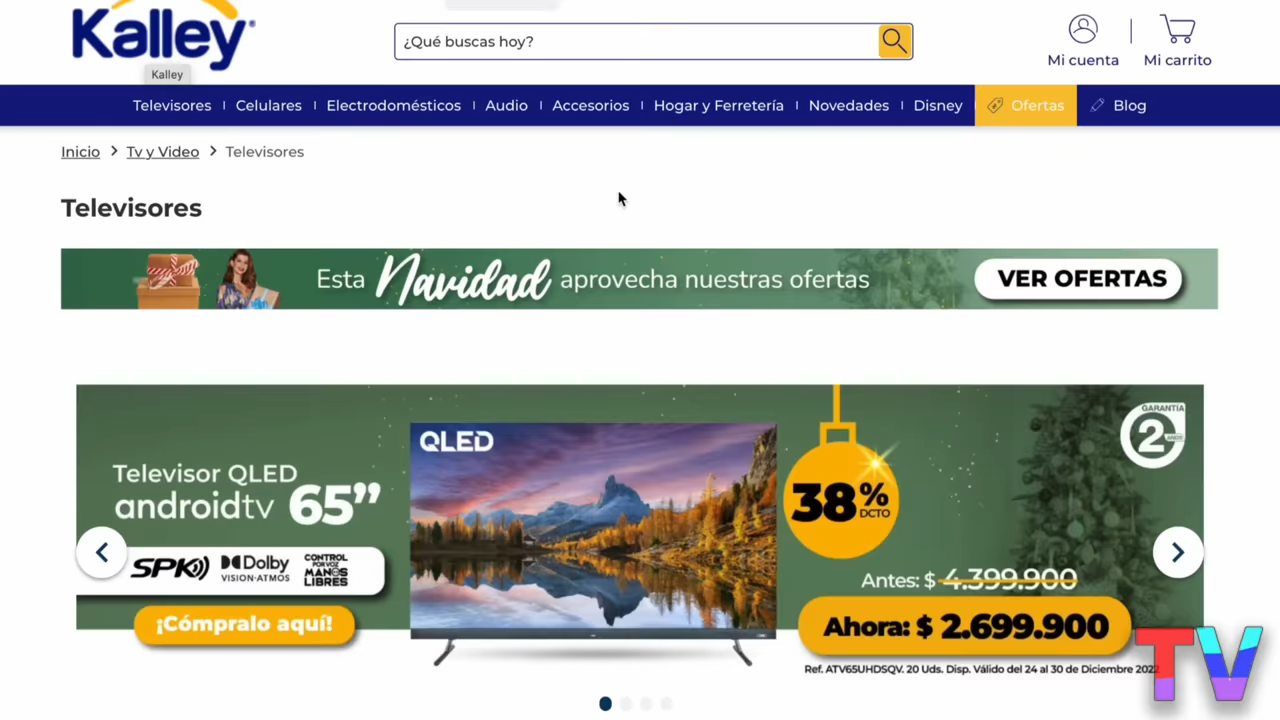 Kalley
¿Qué buscas hoy?
Mi cuenta
Mi carrito
Kalley
Televisores
Celulares
Electrodomésticos
Audio
Accesorios
Hogar y Ferretería
Novedades
Disney
Ofertas
Blog
Inicio > Tv y Video > Televisores
Televisores
Esta Navidad aprovecha nuestras ofertas
VER OFERTAS
Televisor QLED
androidtv 65”
SPK
Dolby
VISION·ATMOS
CONTROL
POR VOZ
MANOS
LIBRES
¡Cómpralo aquí!
QLED
38%
DCTO
GARANTIA
2
AÑOS
Antes: $ 4.399.900
Ahora: $ 2.699.900
Ref. ATV65UHDSQV. 20 Uds. Disp. Válido del 24 al 30 de Diciembre 2022
TV